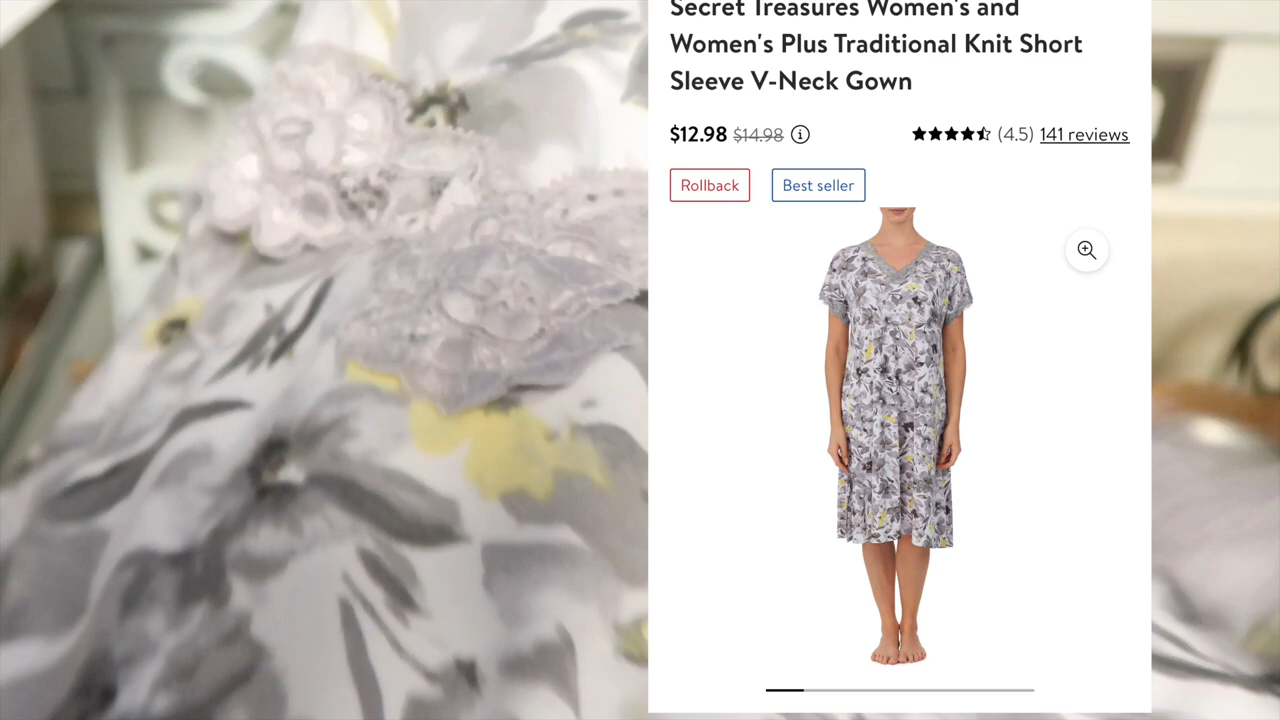 Secret Treasures Women's and
Women's Plus Traditional Knit Short
Sleeve V-Neck Gown
$12.98 $14.98 (4.5) 141 reviews
Rollback Best seller